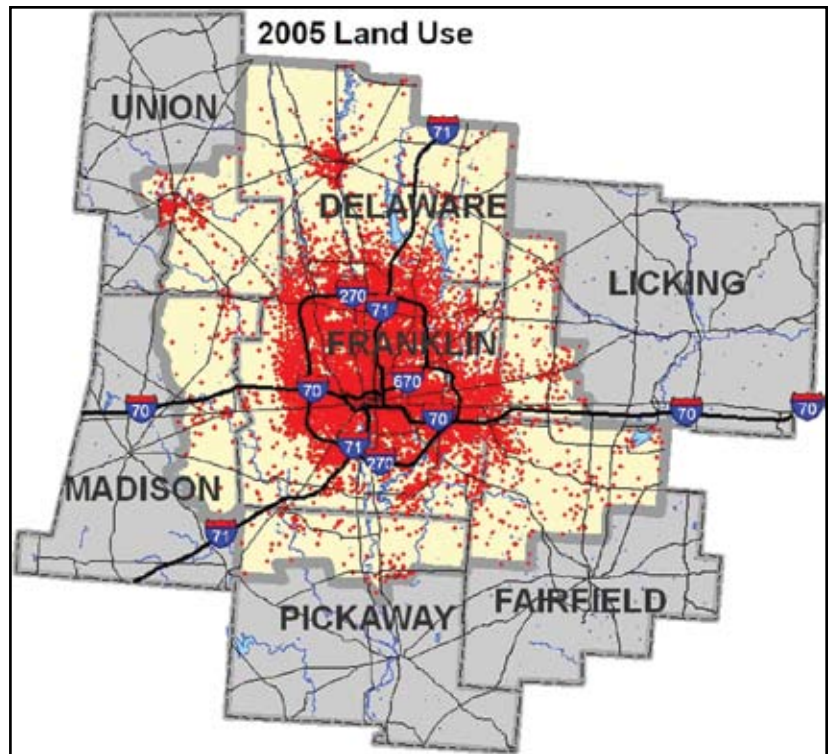 2005 Land Use
UNION
71
DELAWARE
LICKING
270
71
FRANKLIN
70
670
70
70
70
70
71
270
MADISON
71
PICKAWAY
FAIRFIELD